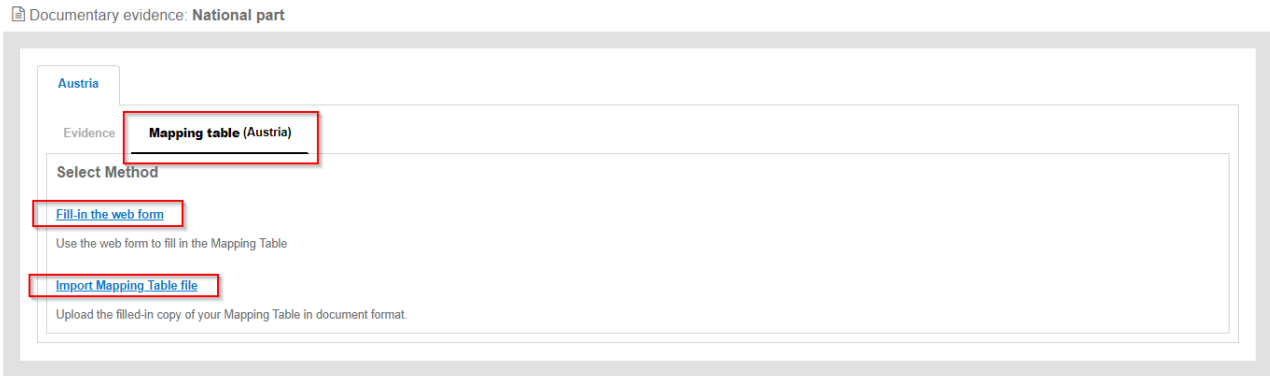 Documentary evidence: National part
Austria
Evidence Mapping table (Austria)
Select Method
Fill-in the web form
Use the web form to fill in the Mapping Table
Import Mapping Table file
Upload the filled-in copy of your Mapping Table in document format.